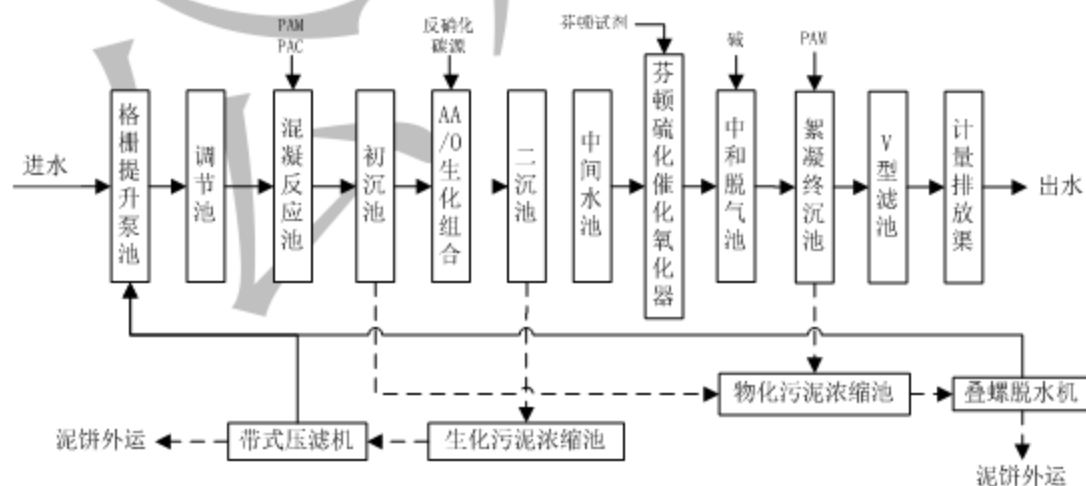 PAM
PAC
反硝化
碳源
芬顿试剂
碱
PAM
进水
格栅提升泵池
调节池
混凝反应池
初沉池
AA/O生化组合
二沉池
中间水池
芬顿硫化催化氧化器
中和脱气池
絮凝终沉池
V型滤池
计量排放渠
出水
物化污泥浓缩池
叠螺脱水机
泥饼外运
带式压滤机
生化污泥浓缩池
泥饼外运